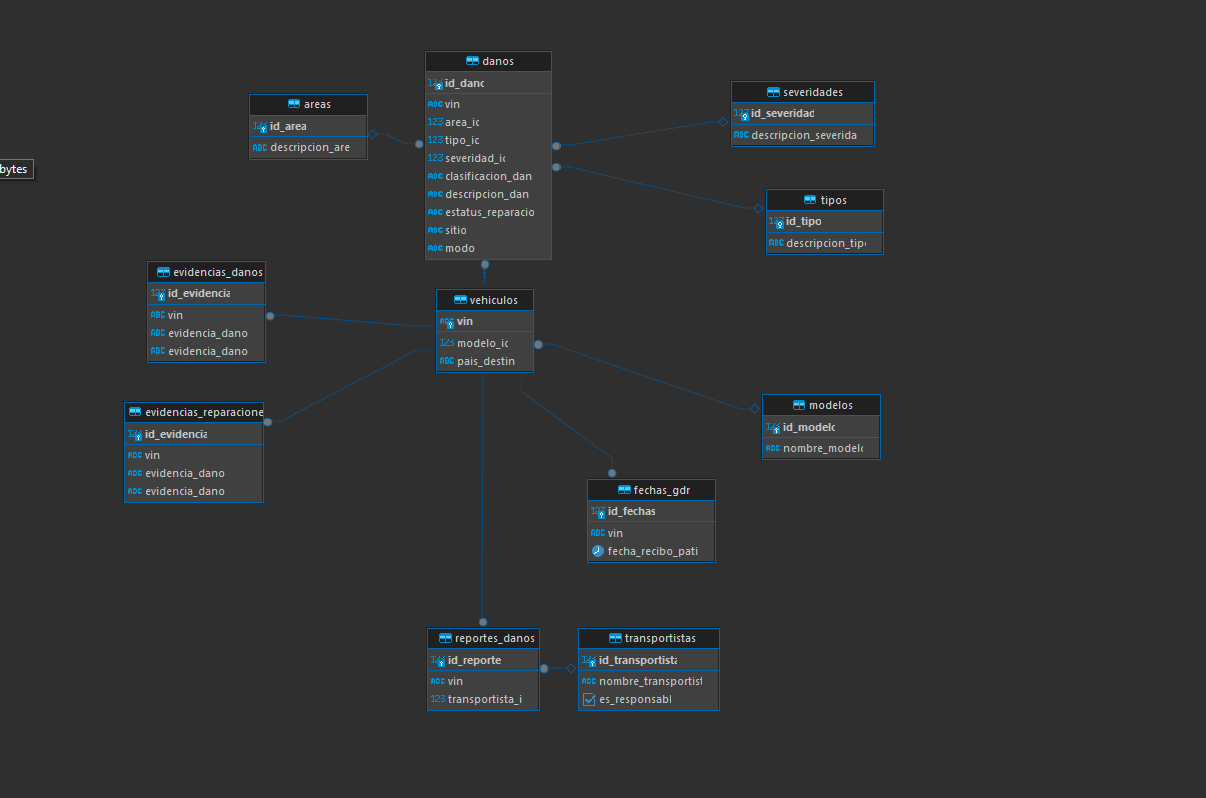 bytes
danos
id_danc
vin
area_ic
tipo_ic
severidad_ic
clasificacion_dan
descripcion_dan
estatus_reparacio
sitio
modo
areas
id_area
descripcion_are
severidades
id_severidad
descripcion_severida
tipos
id_tipo
descripcion_tip
evidencias_danos
id_evidencia
vin
evidencia_dano
evidencia_dano
vehiculos
vin
modelo_ic
pais_destin
evidencias_reparacione
id_evidencia
vin
evidencia_dano
evidencia_dano
modelos
id_modelc
nombre_modelc
fechas_gdr
id_fechas
vin
fecha_recibo_pati
reportes_danos
id_reporte
vin
transportista_i
transportistas
id_transportista
nombre_transportist
es_responsabl